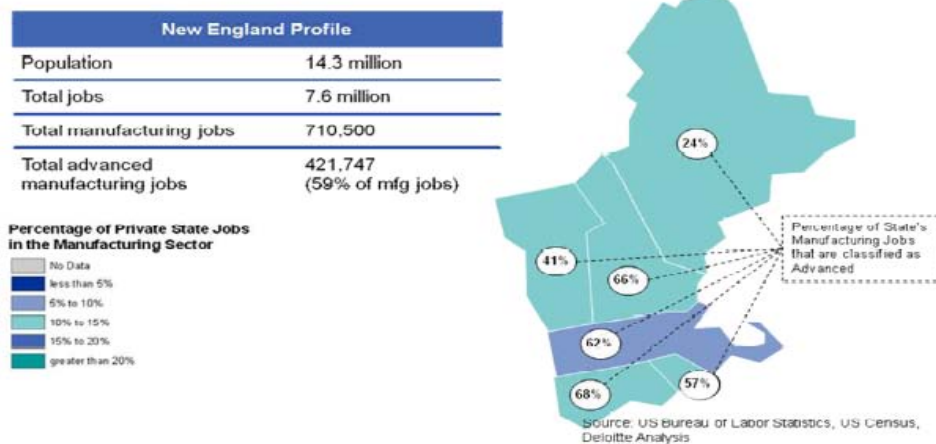 New England Profile
Population 14.3 million
Total jobs 7.6 million
Total manufacturing jobs 710,500
Total advanced 421,747
manufacturing jobs (59% of mfg jobs)
Percentage of Private State Jobs
in the Manufacturing Sector
No Data
less than 5%
5% to 10%
10% to 15%
15% to 20%
greater than 20%
24%
41%
66%
62%
68%
57%
Percentage of State's
Manufacturing Jobs
that are classified as
Advanced
Source: US Bureau of Labor Statistics, US Census,
Deloitte Analysis